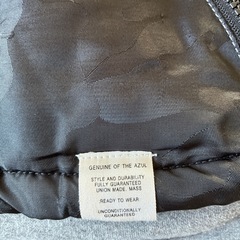 GENUINE OF THE AZUL
STYLE AND DURABILITY
FULLY GUARANTEED
UNION MADE. MASS
READY TO WEAR
UNCONDITIONALLY
GUARANTEED